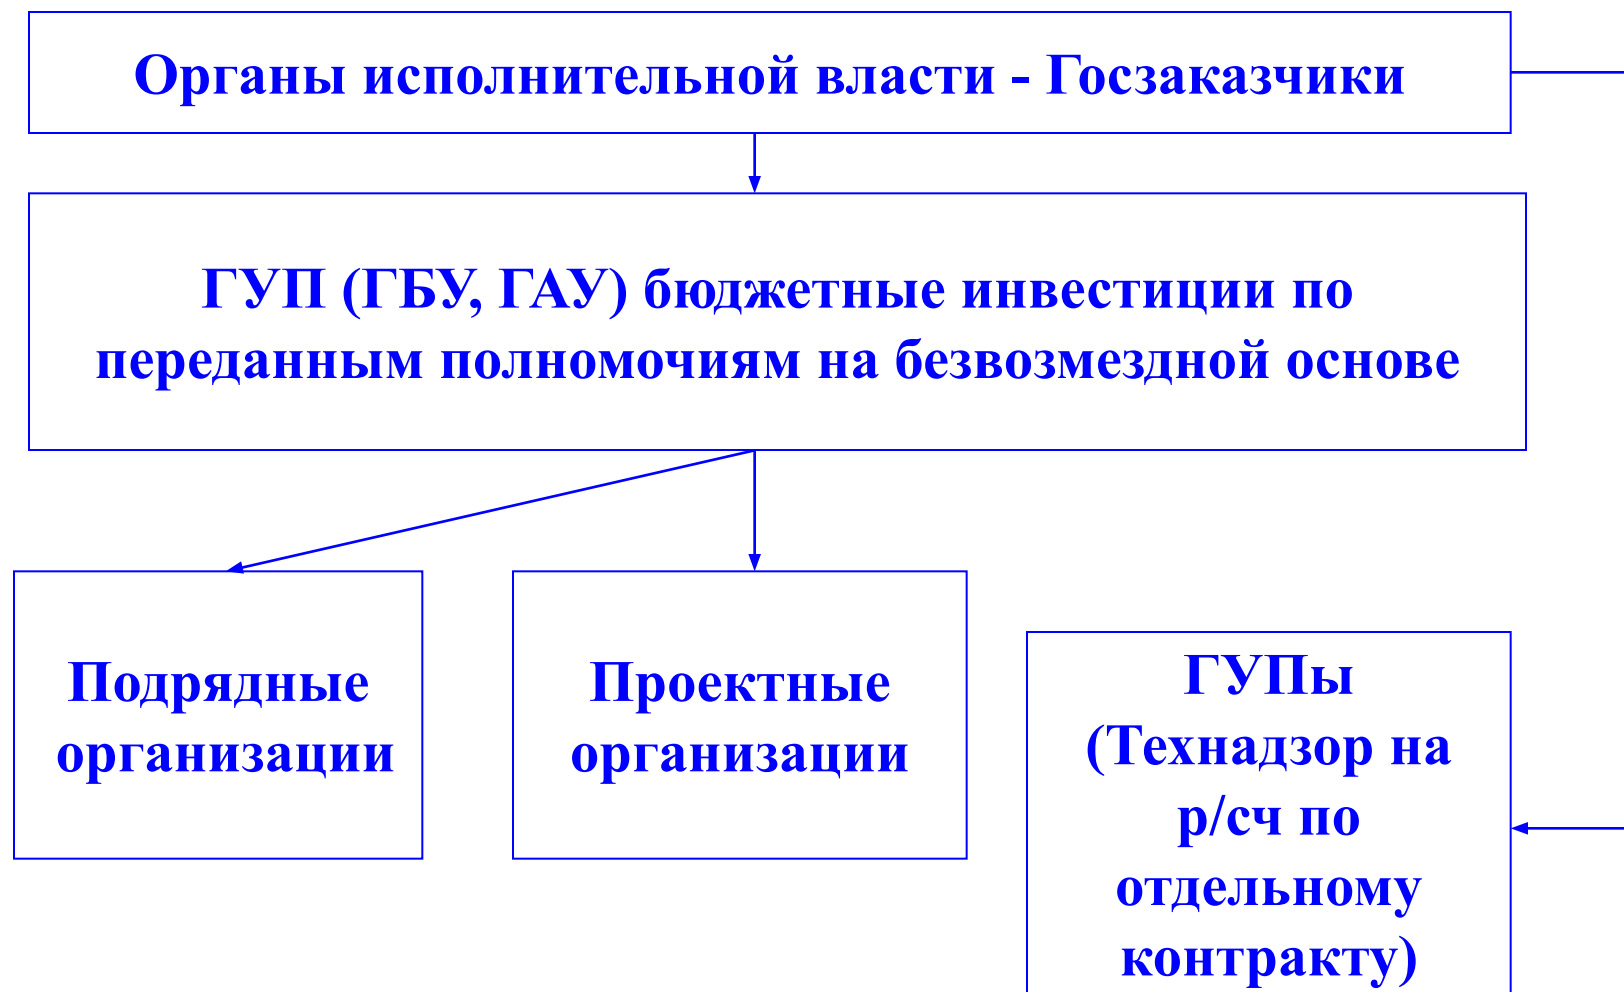 Органы исполнительной власти - Госзаказчики
ГУП (ГБУ, ГАУ) бюджетные инвестиции по
переданным полномочиям на безвозмездной основе
Подрядные
организации
Проектные
организации
ГУПы
(Технадзор на
р/сч по
отдельному
контракту)